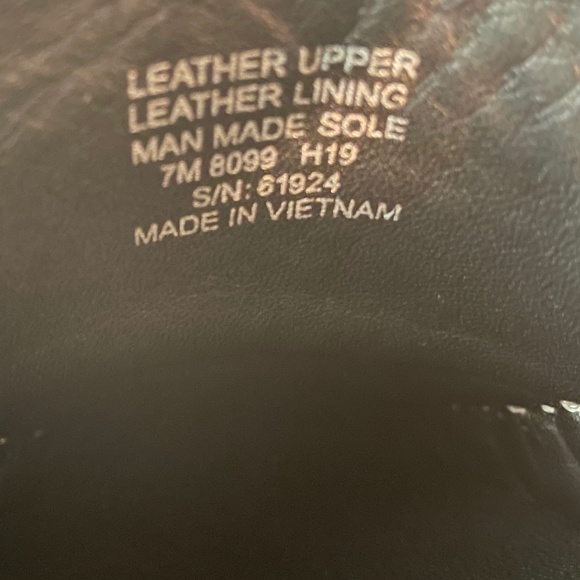 LEATHER UPPER
LEATHER LINING
MAN MADE SOLE
7M 8099 H19
S/N: 61924
MADE IN VIETNAM